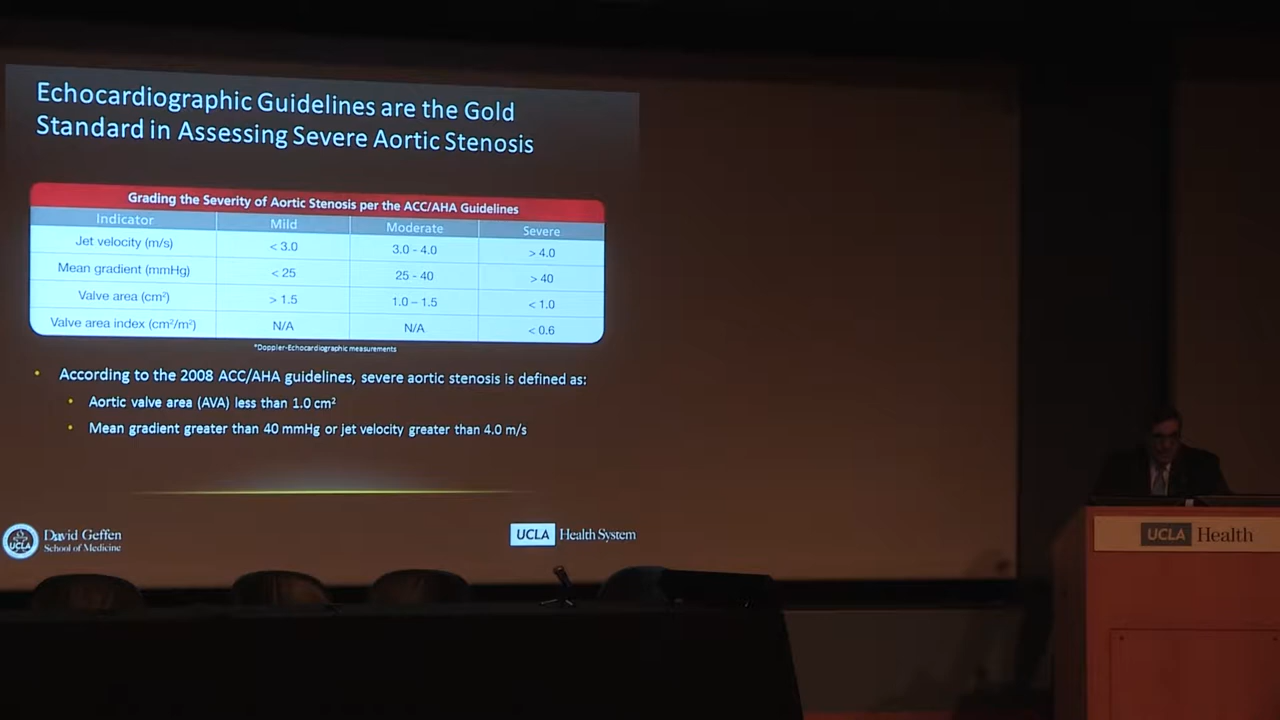 Echocardiographic Guidelines are the Gold
Standard in Assessing Severe Aortic Stenosis
Grading the Severity of Aortic Stenosis per the ACC/AHA Guidelines
Indicator Mild Moderate Severe
Jet velocity (m/s) < 3.0 3.0 - 4.0 > 4.0
Mean gradient (mmHg) < 25 25 - 40 > 40
Valve area (cm²) > 1.5 1.0 – 1.5 < 1.0
Valve area index (cm²/m²) N/A N/A < 0.6
*Doppler-Echocardiographic measurements
• According to the 2008 ACC/AHA guidelines, severe aortic stenosis is defined as:
• Aortic valve area (AVA) less than 1.0 cm²
• Mean gradient greater than 40 mmHg or jet velocity greater than 4.0 m/s
UCLA
David Geffen
School of Medicine
UCLA Health System
UCLA Health